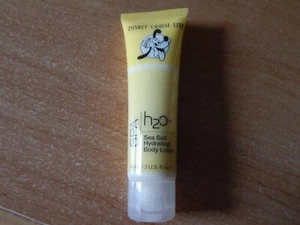 DISNEY CRUISE LINE
SPA
h2o+
Sea Salt
Hydrating
Body Lotion